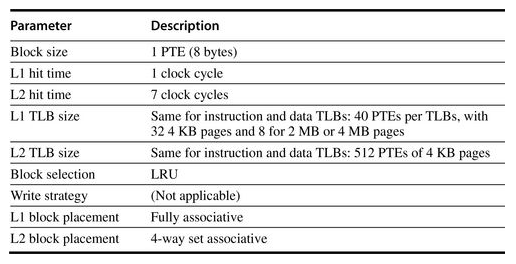 Parameter Description
Block size 1 PTE (8 bytes)
L1 hit time 1 clock cycle
L2 hit time 7 clock cycles
L1 TLB size Same for instruction and data TLBs: 40 PTEs per TLBs, with
32 4 KB pages and 8 for 2 MB or 4 MB pages
L2 TLB size Same for instruction and data TLBs: 512 PTEs of 4 KB pages
Block selection LRU
Write strategy (Not applicable)
L1 block placement Fully associative
L2 block placement 4-way set associative